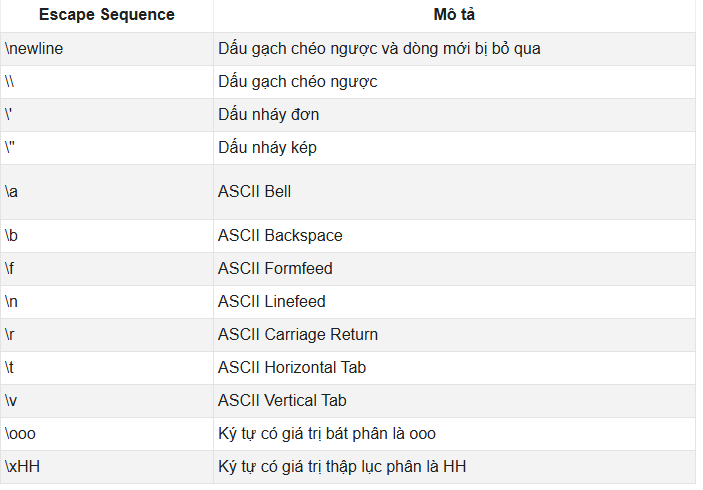 Escape Sequence Mô tả
\newline Dấu gạch chéo ngược và dòng mới bị bỏ qua
\\ Dấu gạch chéo ngược
\' Dấu nháy đơn
\" Dấu nháy kép
\a ASCII Bell
\b ASCII Backspace
\f ASCII Formfeed
\n ASCII Linefeed
\r ASCII Carriage Return
\t ASCII Horizontal Tab
\v ASCII Vertical Tab
\ooo Ký tự có giá trị bát phân là ooo
\xHH Ký tự có giá trị thập lục phân là HH